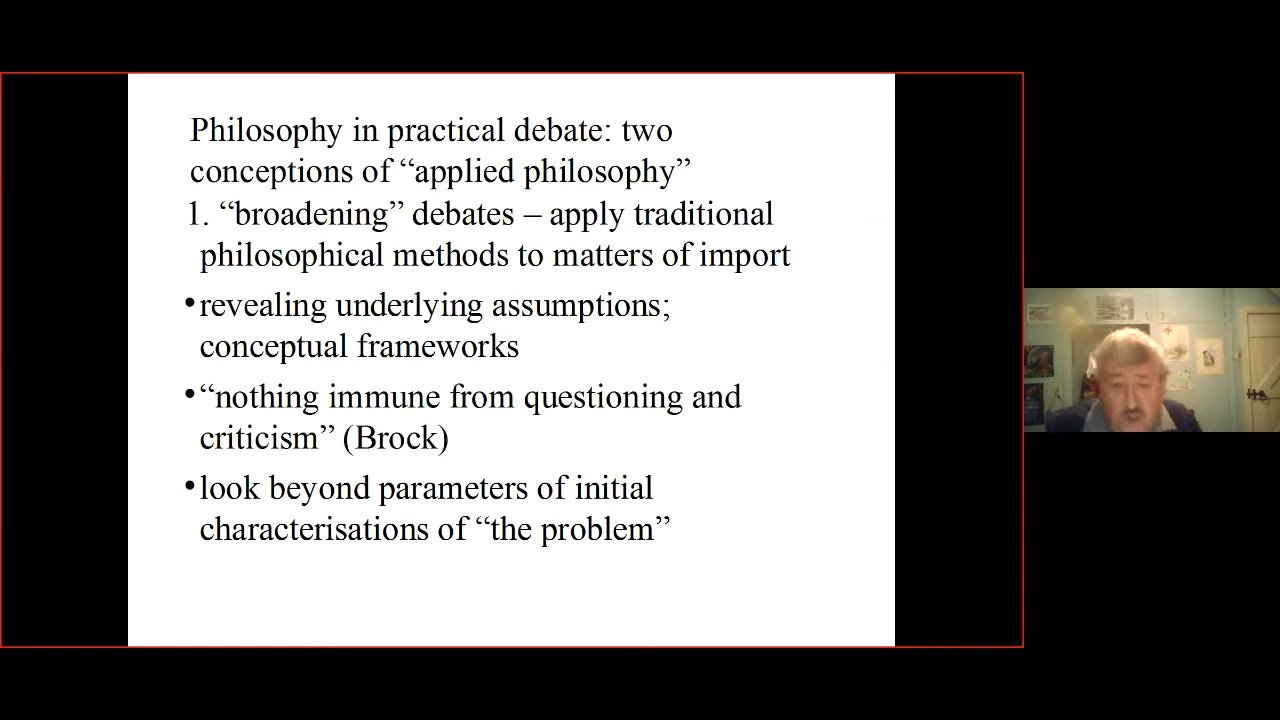 Philosophy in practical debate: two
conceptions of “applied philosophy”
1. “broadening” debates – apply traditional
philosophical methods to matters of import
•revealing underlying assumptions;
conceptual frameworks
•“nothing immune from questioning and
criticism” (Brock)
•look beyond parameters of initial
characterisations of “the problem”